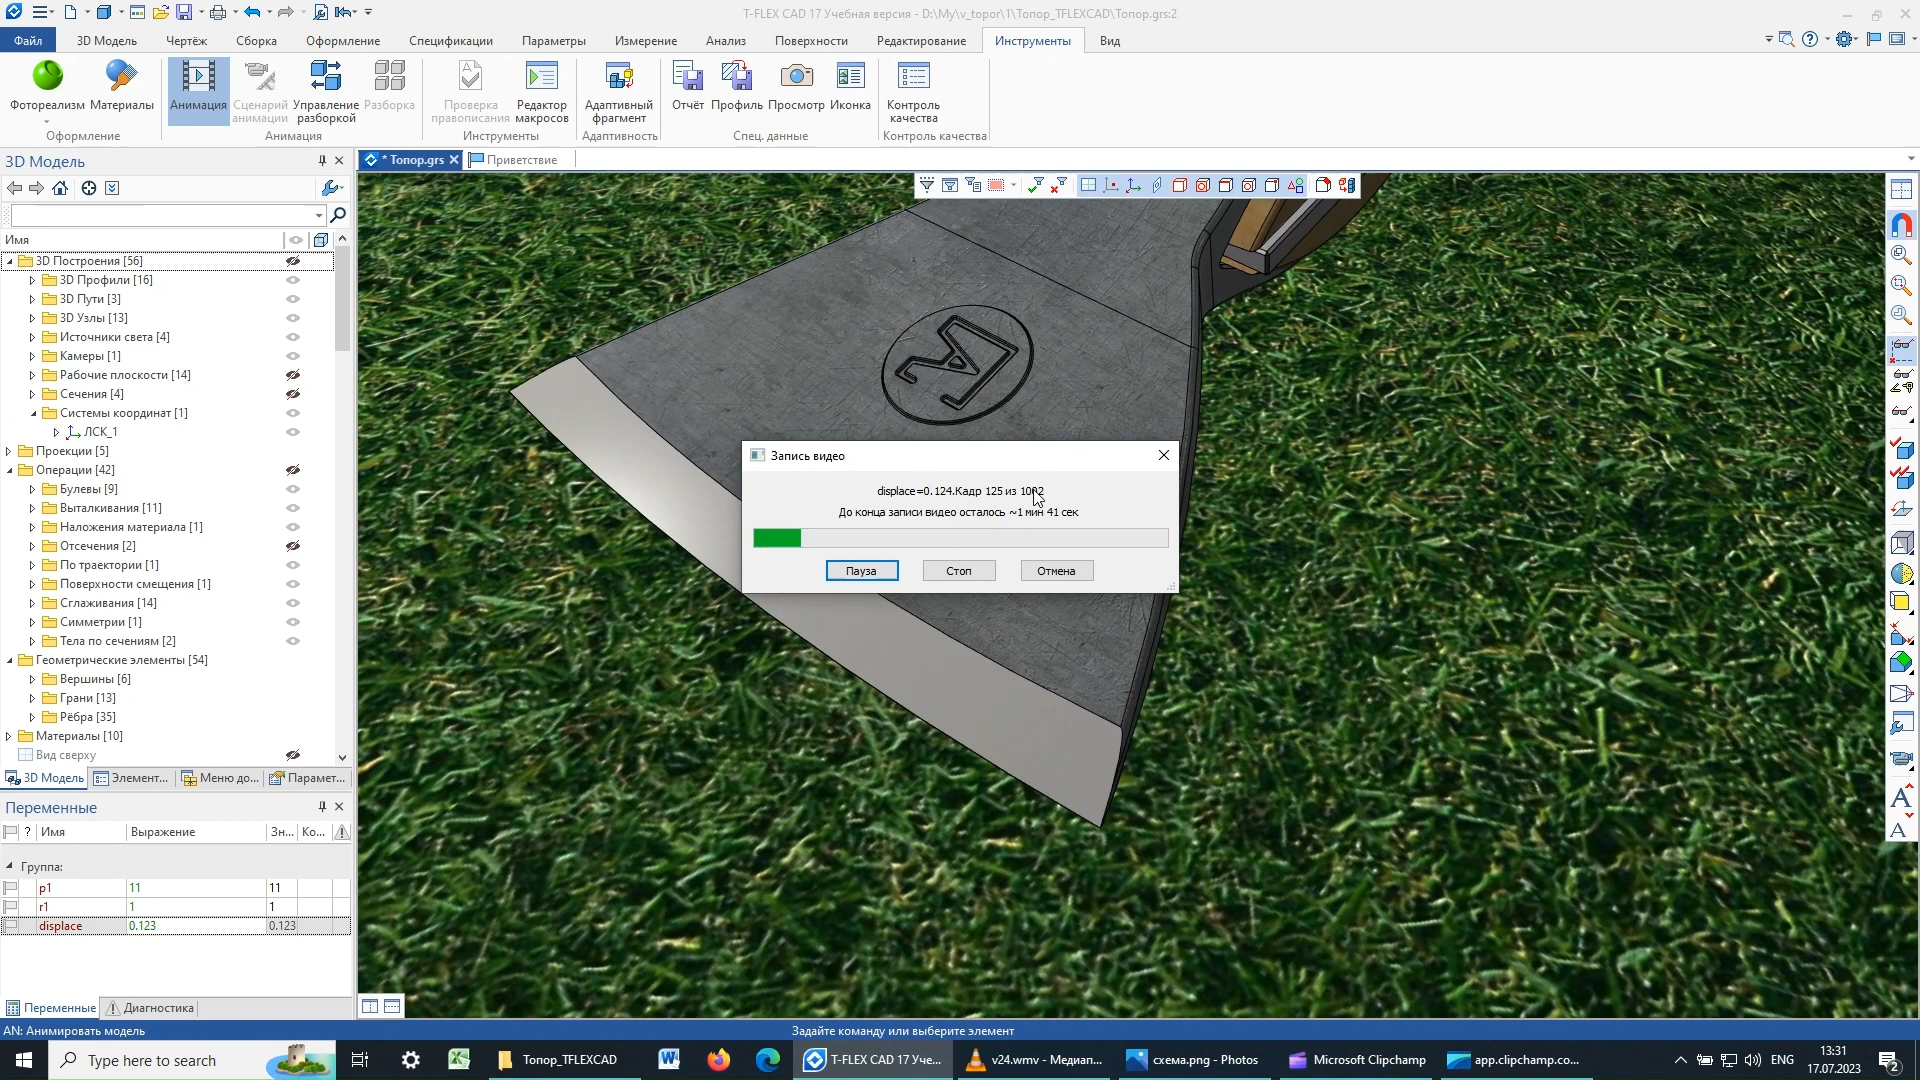 T-FLEX CAD 17 Учебная версия - D:\My\v_topor\1\Топор_TFLEXCAD\Топор.grs:2
Файл
3D Модель
Чертёж
Сборка
Оформление
Спецификации
Параметры
Измерение
Анализ
Поверхности
Редактирование
Инструменты
Вид
Фотореализм
Материалы
Анимация
Сценарий анимации
Управление разборкой
Разборка
Проверка правописания
Редактор макросов
Адаптивный фрагмент
Отчёт
Профиль
Просмотр
Иконка
Контроль качества
Оформление
Анимация
Инструменты
Адаптивность
Спец. данные
Контроль качества
3D Модель
* Топор.grs
Приветствие
Имя
3D Построения [56]
3D Профили [16]
3D Пути [3]
3D Узлы [13]
Источники света [4]
Камеры [1]
Рабочие плоскости [14]
Сечения [4]
Системы координат [1]
ЛСК_1
Проекции [5]
Операции [42]
Булевы [9]
Выталкивания [11]
Наложения материала [1]
Отсечения [2]
По траектории [1]
Поверхности смещения [1]
Сглаживания [14]
Симметрии [1]
Тела по сечениям [2]
Геометрические элементы [54]
Вершины [6]
Грани [13]
Рёбра [35]
Материалы [10]
Вид сверху
3D Модель
Элемент...
Меню до...
Парамет...
Запись видео
displace=0.124.Кадр 125 из 1002
До конца записи видео осталось ~1 мин 41 сек
Пауза
Стоп
Отмена
Переменные
? Имя Выражение Зн... Ко...
Группа:
p1 11 11
r1 1 1
displace 0.123 0.123
Переменные
Диагностика
AN: Анимировать модель
Задайте команду или выберите элемент
Type here to search
Топор_TFLEXCAD
T-FLEX CAD 17 Уче...
v24.wmv - Медиап...
схема.png - Photos
Microsoft Clipchamp
app.clipchamp.co...
ENG
13:31
17.07.2023
2